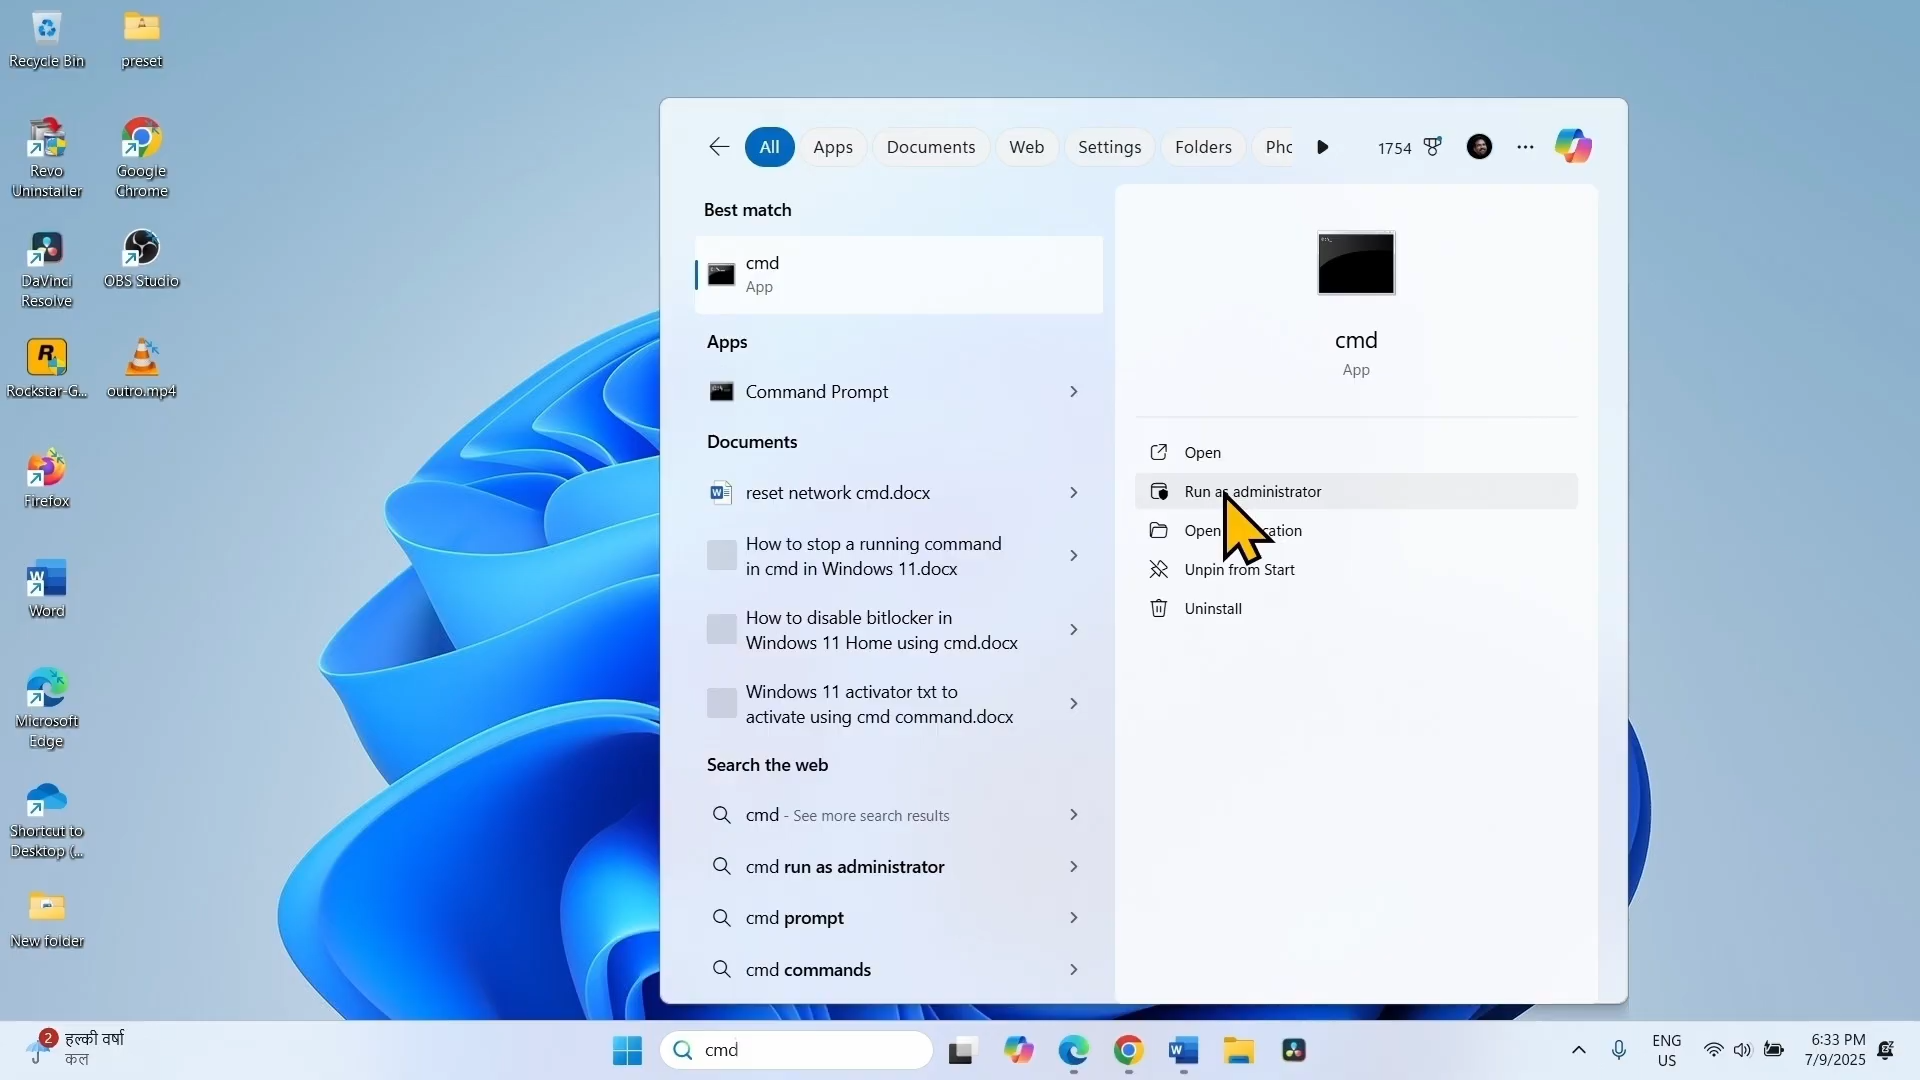 Recycle Bin
preset
Revo
Uninstaller
Google
Chrome
DaVinci
Resolve
OBS Studio
Rockstar-G...
outro.mp4
Firefox
Word
Microsoft
Edge
Shortcut to
Desktop (...
New folder
All
Apps
Documents
Web
Settings
Folders
Pho
1754
Best match
cmd
App
Apps
Command Prompt
Documents
reset network cmd.docx
How to stop a running command
in cmd in Windows 11.docx
How to disable bitlocker in
Windows 11 Home using cmd.docx
Windows 11 activator txt to
activate using cmd command.docx
Search the web
cmd - See more search results
cmd run as administrator
cmd prompt
cmd commands
cmd
App
Open
Run as administrator
Open
Unpin from Start
Uninstall
2
हल्की वर्षा
कल
cmd
ENG
US
6:33 PM
7/9/2025